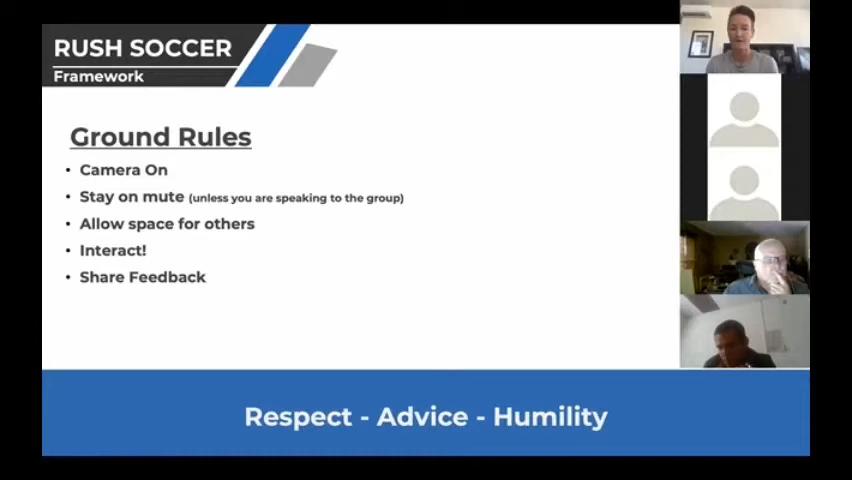 RUSH SOCCER
Framework
Ground Rules
• Camera On
• Stay on mute (unless you are speaking to the group)
• Allow space for others
• Interact!
• Share Feedback
Respect - Advice - Humility